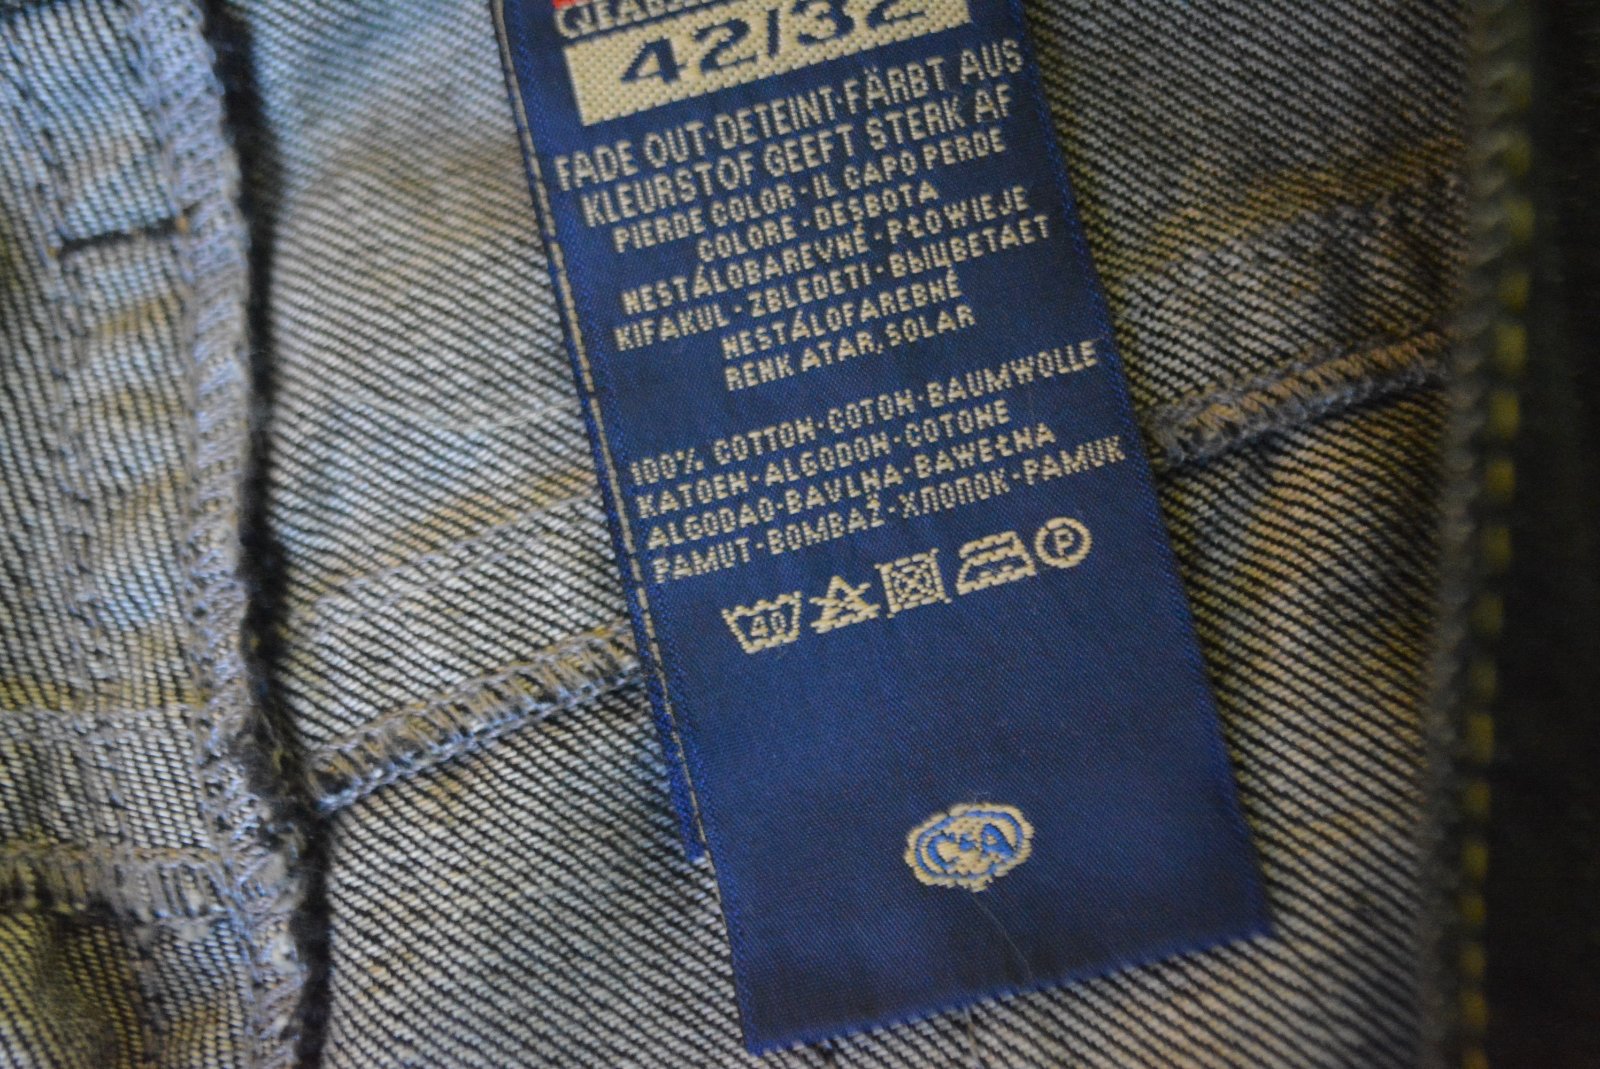 42/32
FADE OUT·DETEINT·FÄRBT AUS
KLEURSTOF GEEFT STERK AF
PIERDE COLOR·IL CAPO PERDE
COLORE·DESBOTA
NESTÁLOBAREVNÉ·PŁOWIEJE
KIFAKUL·ZBLEDETI·ВЫЦВЕТАЕТ
NESTÁLOFAREBNÉ
RENK ATAR, SOLAR
100% COTTON·COTON·BAUMWOLLE
KATOEN·ALGODON·COTONE
ALGODAO·BAVLNA·BAWEŁNA
PAMUT·BOMBAŽ·ХЛОПОК·PAMUK
40 P
C&A